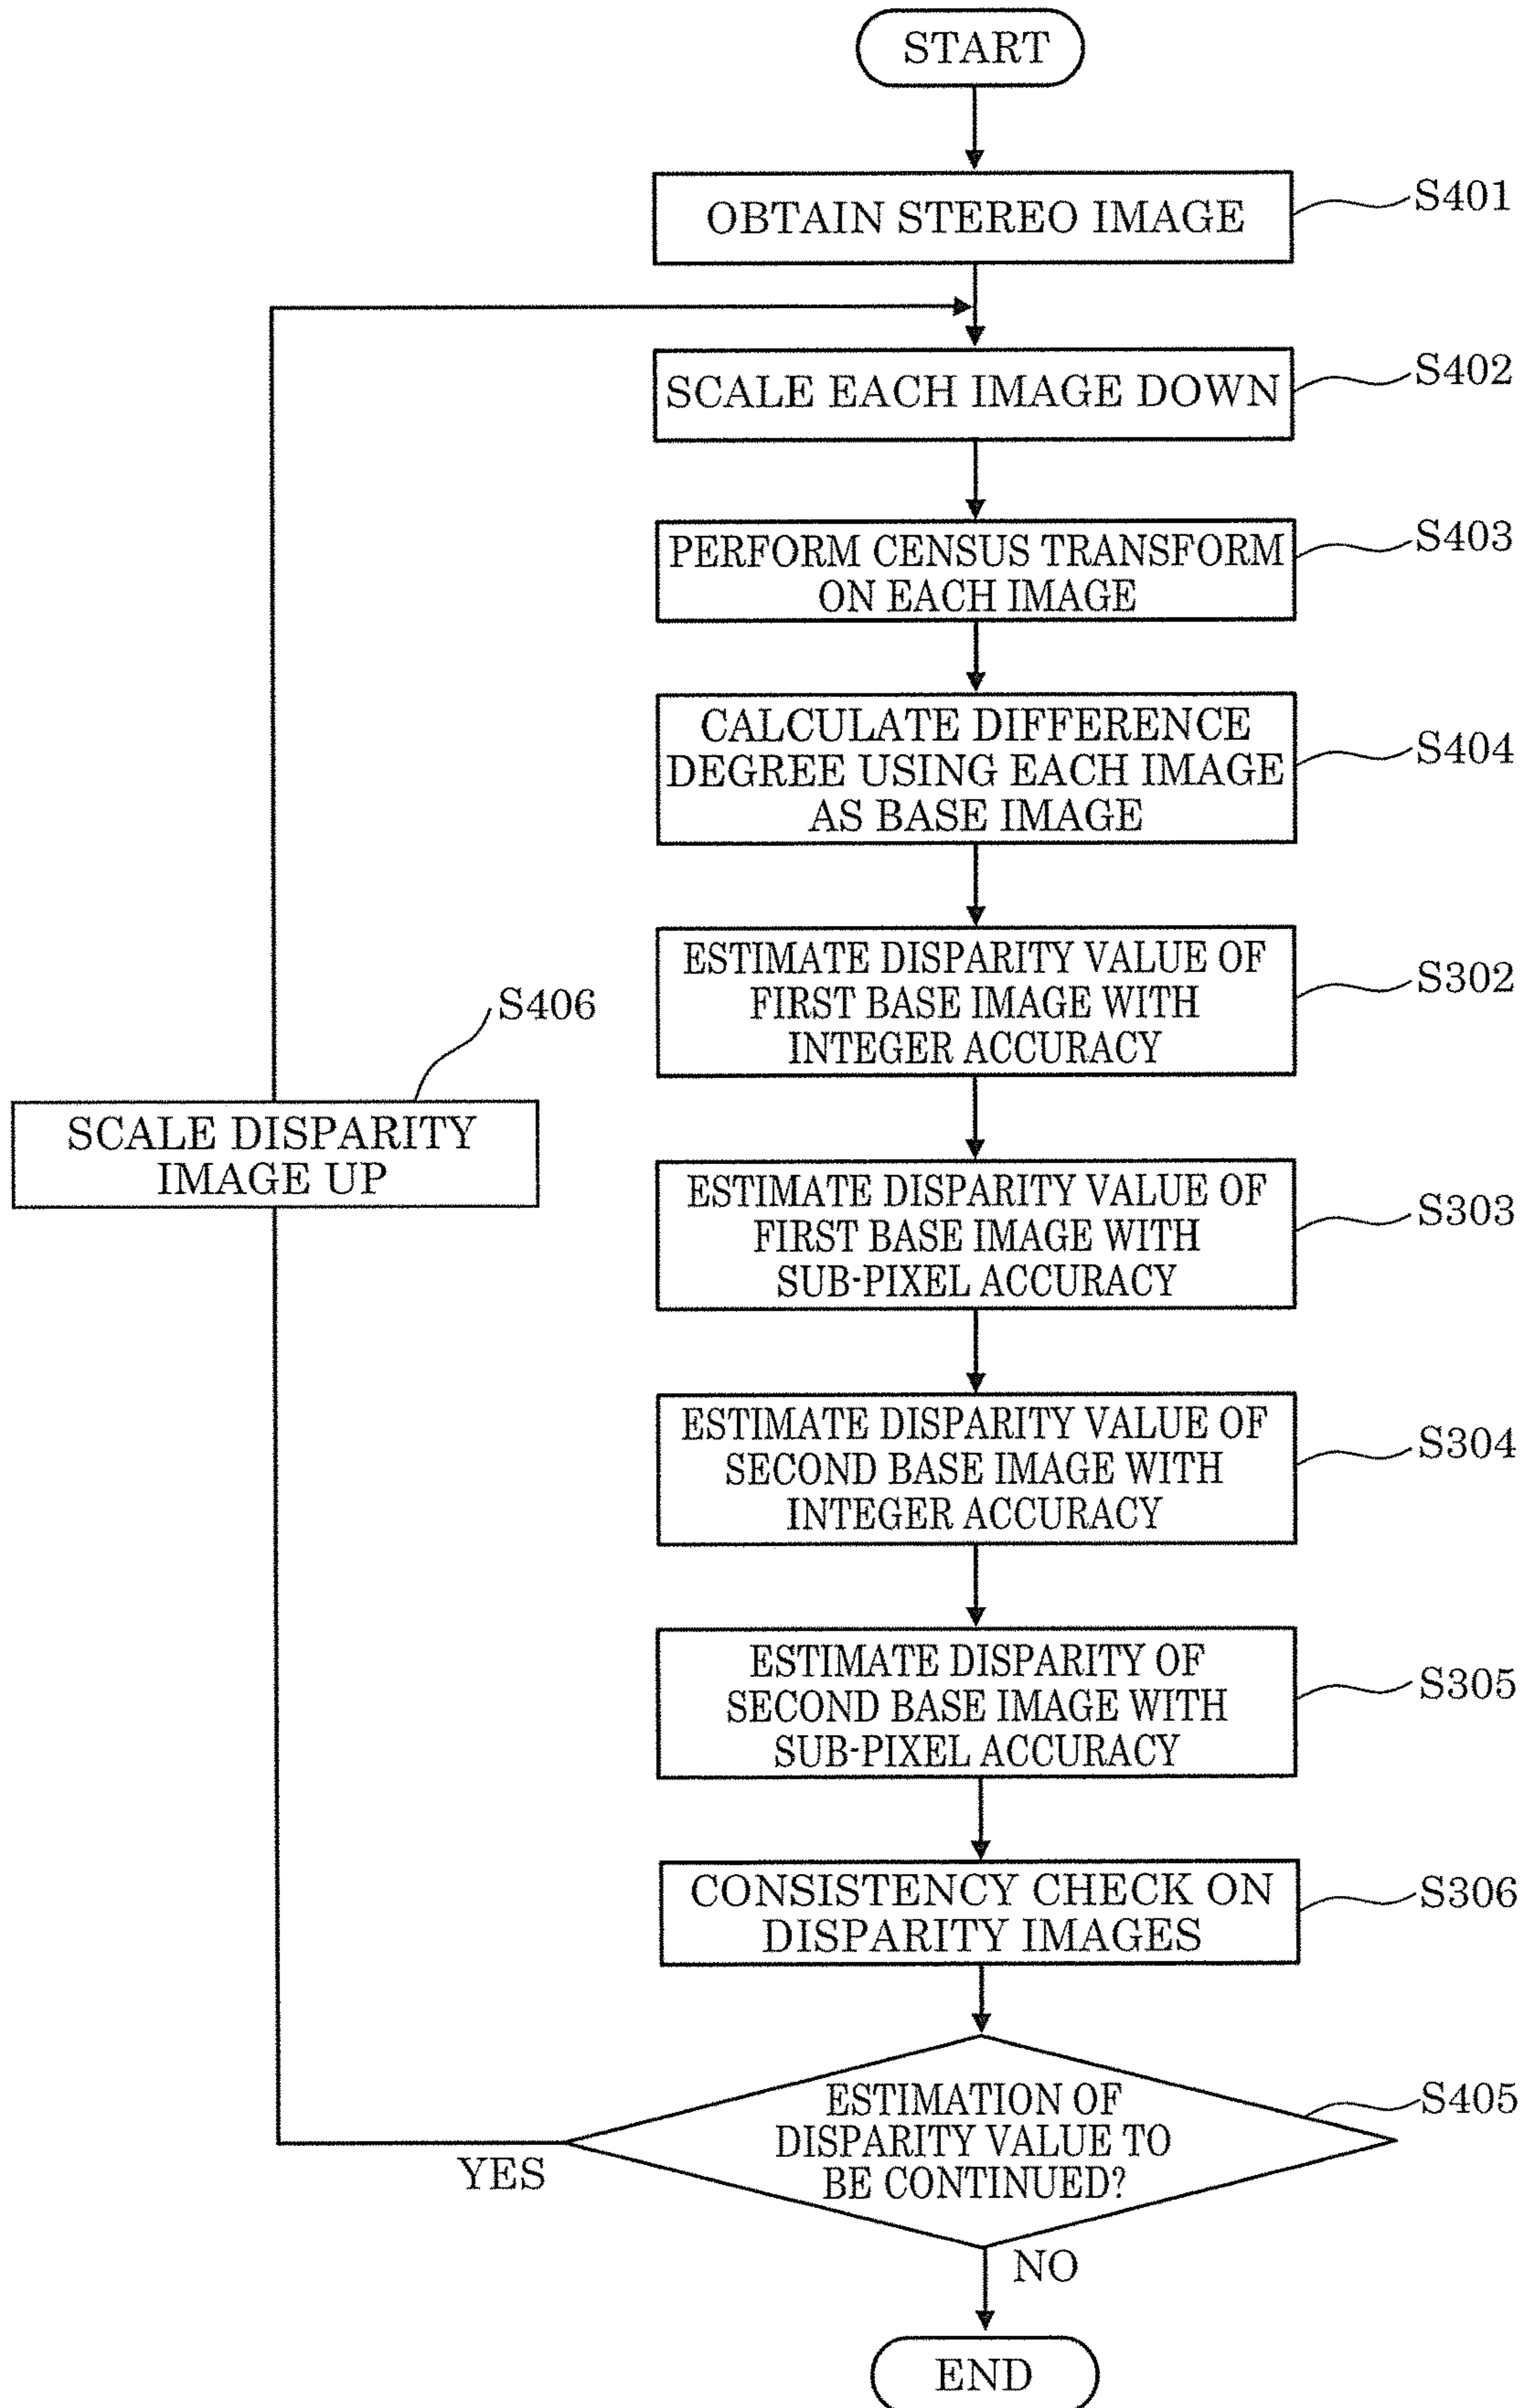 START
OBTAIN STEREO IMAGE
S401
SCALE EACH IMAGE DOWN
S402
PERFORM CENSUS TRANSFORM
ON EACH IMAGE
S403
CALCULATE DIFFERENCE
DEGREE USING EACH IMAGE
AS BASE IMAGE
S404
ESTIMATE DISPARITY VALUE OF
FIRST BASE IMAGE WITH
INTEGER ACCURACY
S302
S406
SCALE DISPARITY
IMAGE UP
ESTIMATE DISPARITY VALUE OF
FIRST BASE IMAGE WITH
SUB-PIXEL ACCURACY
S303
ESTIMATE DISPARITY VALUE OF
SECOND BASE IMAGE WITH
INTEGER ACCURACY
S304
ESTIMATE DISPARITY OF
SECOND BASE IMAGE WITH
SUB-PIXEL ACCURACY
S305
CONSISTENCY CHECK ON
DISPARITY IMAGES
S306
ESTIMATION OF
DISPARITY VALUE TO
BE CONTINUED?
S405
YES
NO
END